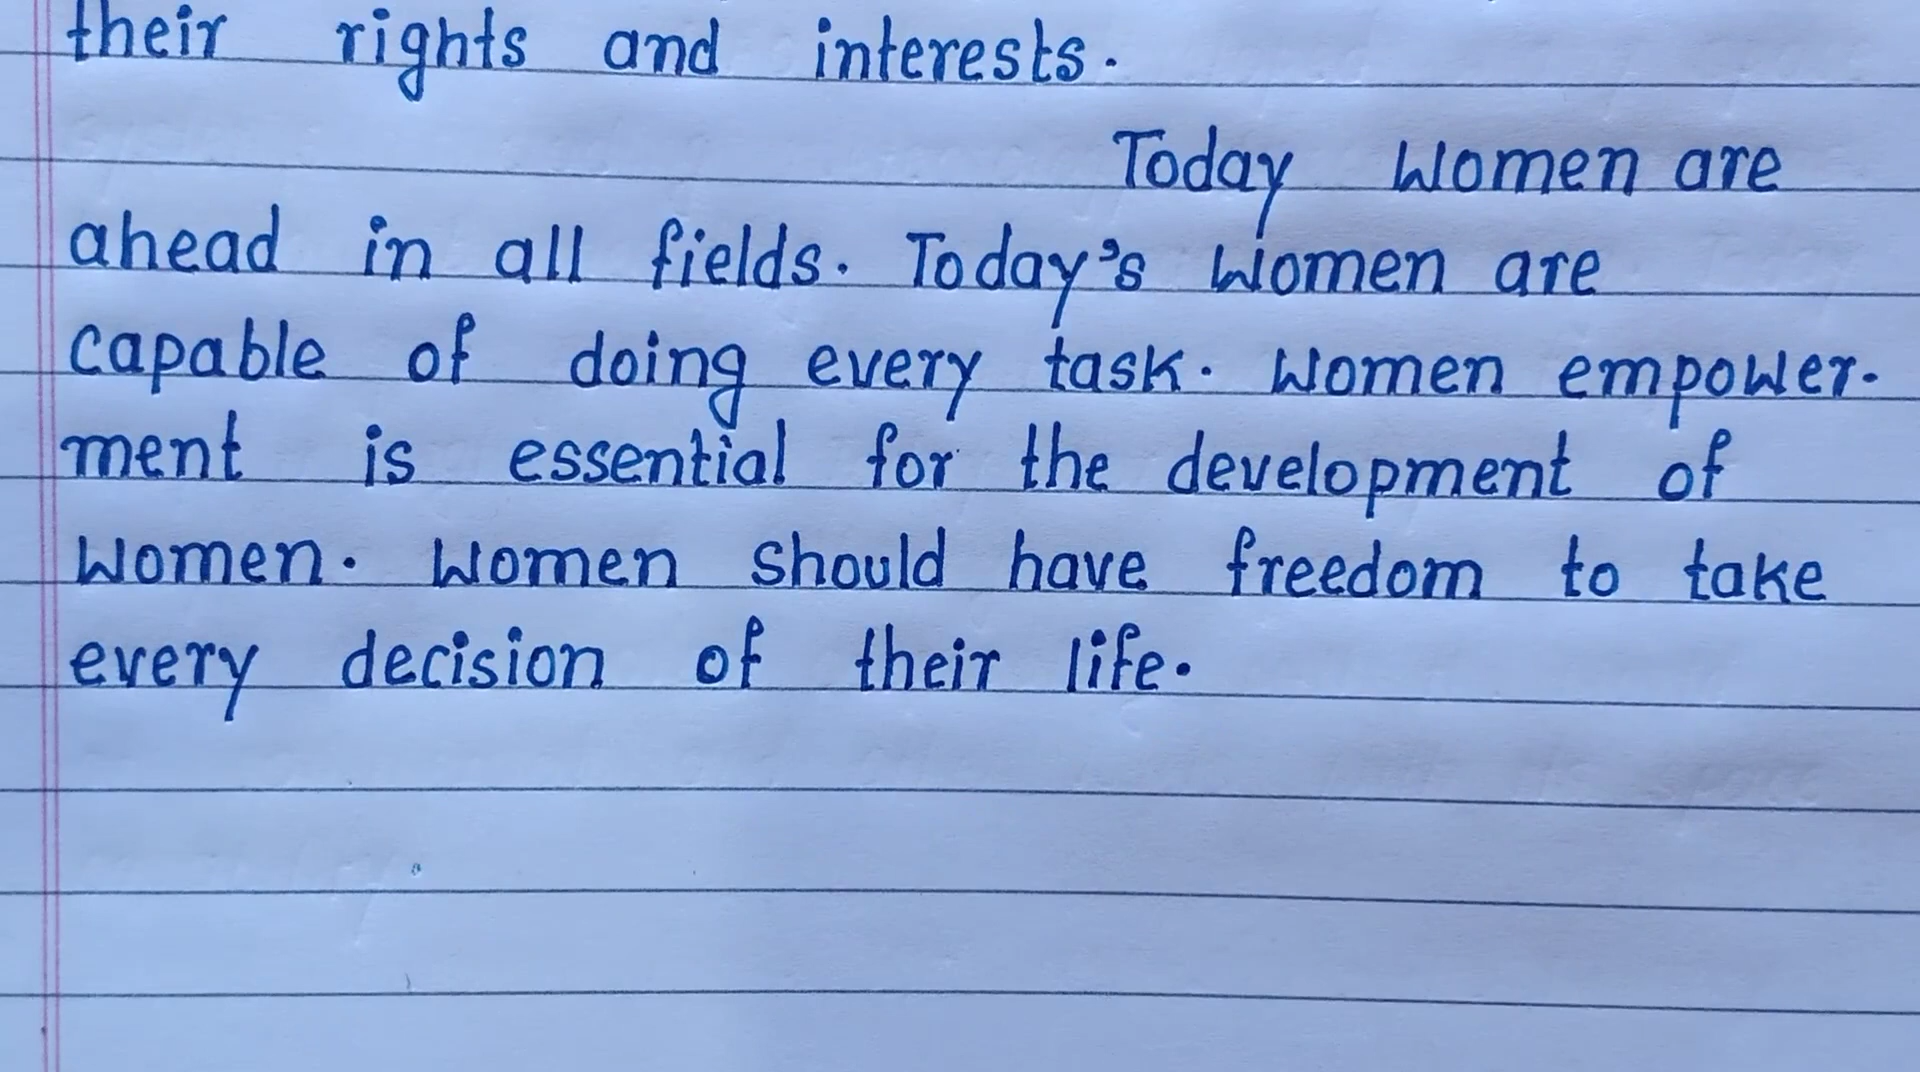 their rights and interests.
Today women are
ahead in all fields. Today's women are
capable of doing every task. Women empower-
ment is essential for the development of
women. Women should have freedom to take
every decision of their life.